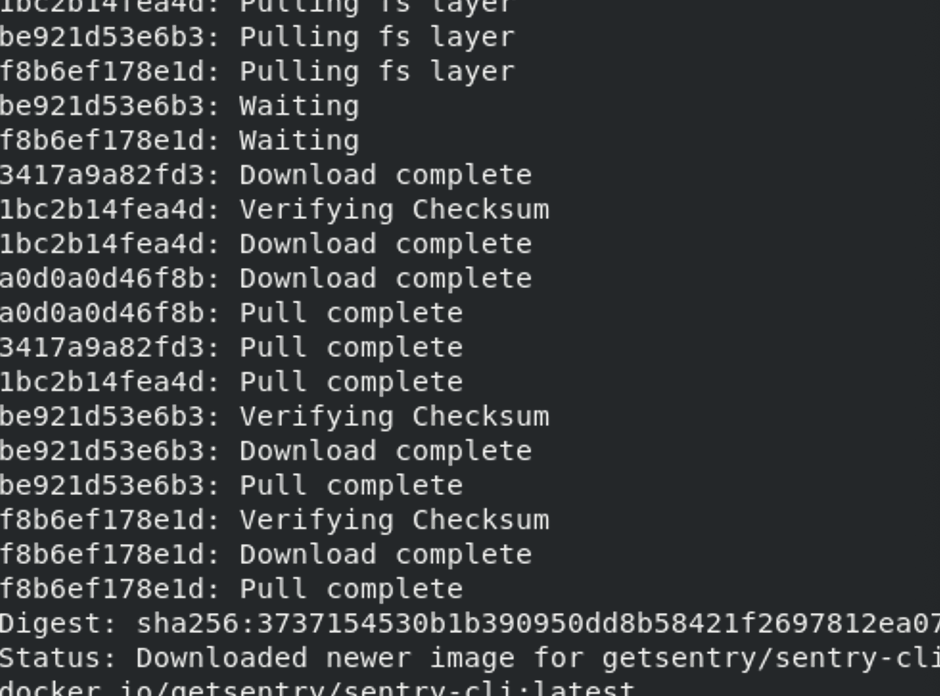 1bc2b14fea4d: Pulling fs layer
be921d53e6b3: Pulling fs layer
f8b6ef178e1d: Pulling fs layer
be921d53e6b3: Waiting
f8b6ef178e1d: Waiting
3417a9a82fd3: Download complete
1bc2b14fea4d: Verifying Checksum
1bc2b14fea4d: Download complete
a0d0a0d46f8b: Download complete
a0d0a0d46f8b: Pull complete
3417a9a82fd3: Pull complete
1bc2b14fea4d: Pull complete
be921d53e6b3: Verifying Checksum
be921d53e6b3: Download complete
be921d53e6b3: Pull complete
f8b6ef178e1d: Verifying Checksum
f8b6ef178e1d: Download complete
f8b6ef178e1d: Pull complete
Digest: sha256:3737154530b1b390950dd8b58421f2697812ea07
Status: Downloaded newer image for getsentry/sentry-cli
docker.io/getsentry/sentry-cli:latest